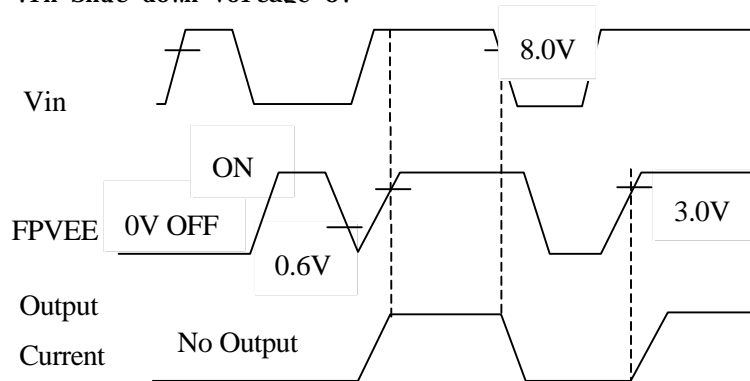 8.0V
Vin
ON
FPVEE
0V OFF
3.0V
0.6V
Output
No Output
Current